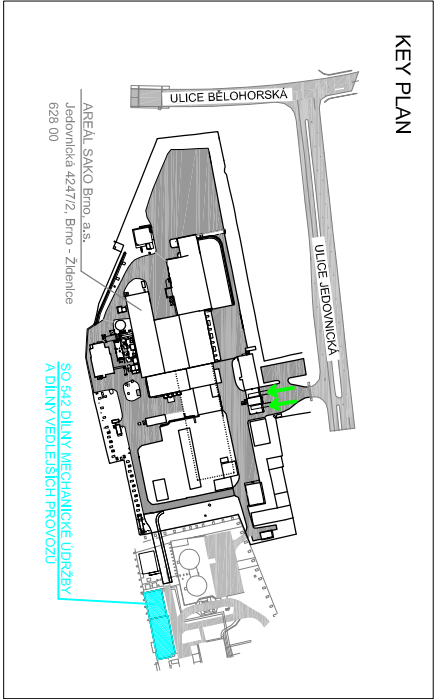 KEY PLAN
ULICE BĚLOHORSKÁ
ULICE JEDOVNICKÁ
AREÁL SAKO Brno, a.s.
Jedovnická 4247/2, Brno - Židenice
628 00
SO 542 DÍLNY MECHANICKÉ ÚDRŽBY
A DÍLNY VEDLEJŠÍCH PROVOZŮ